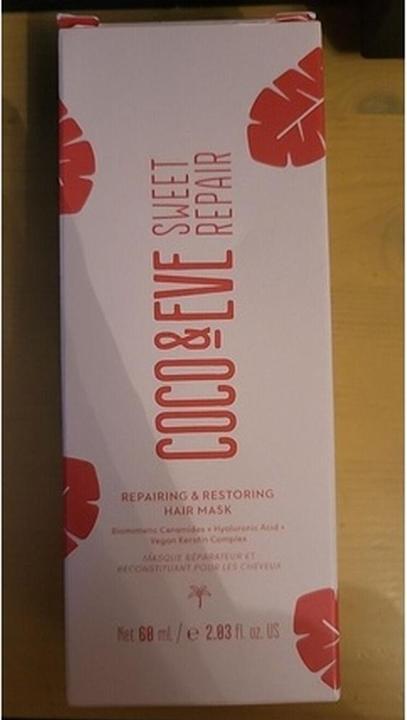 COCO & EVE
SWEET
REPAIR
REPAIRING & RESTORING
HAIR MASK
Biomimetic Ceramides + Hyaluronic Acid +
Vegan Keratin Complex
MASQUE RÉPARATEUR ET
RECONSTITUANT POUR LES CHEVEUX
Net 60 ml / e 2.03 fl. oz. US